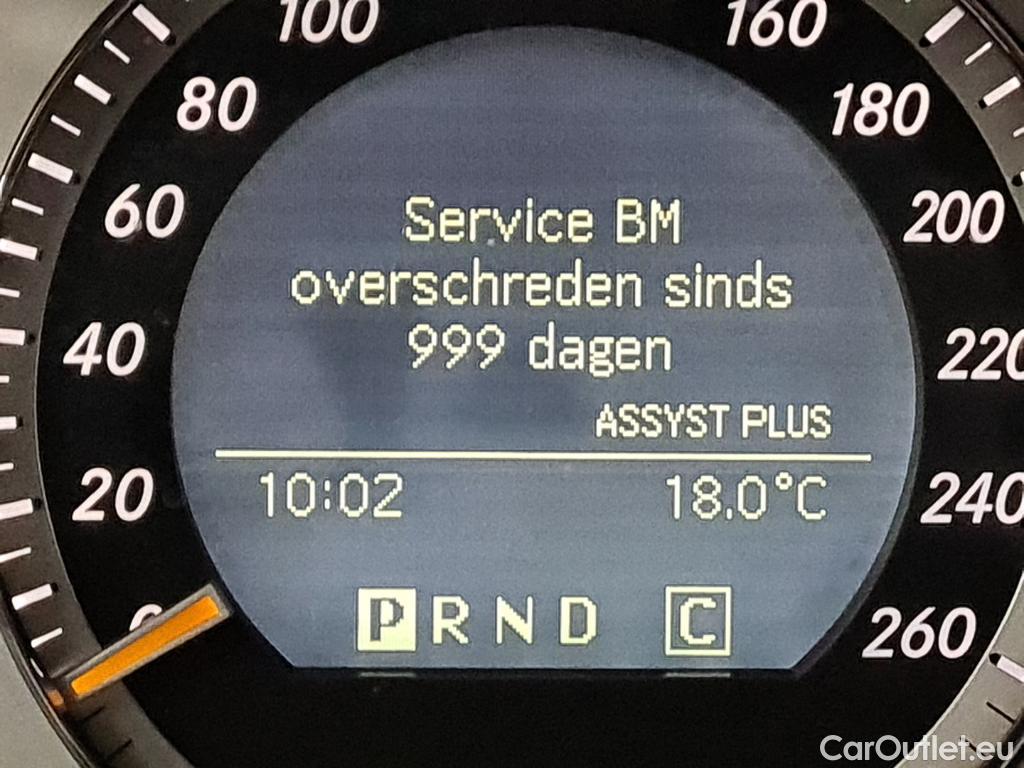 100
160
80
180
60
200
Service BM
overschreden sinds
40
999 dagen
220
ASSYST PLUS
20
10:02
18.0°C
240
P R N D C
260
CarOutlet.eu